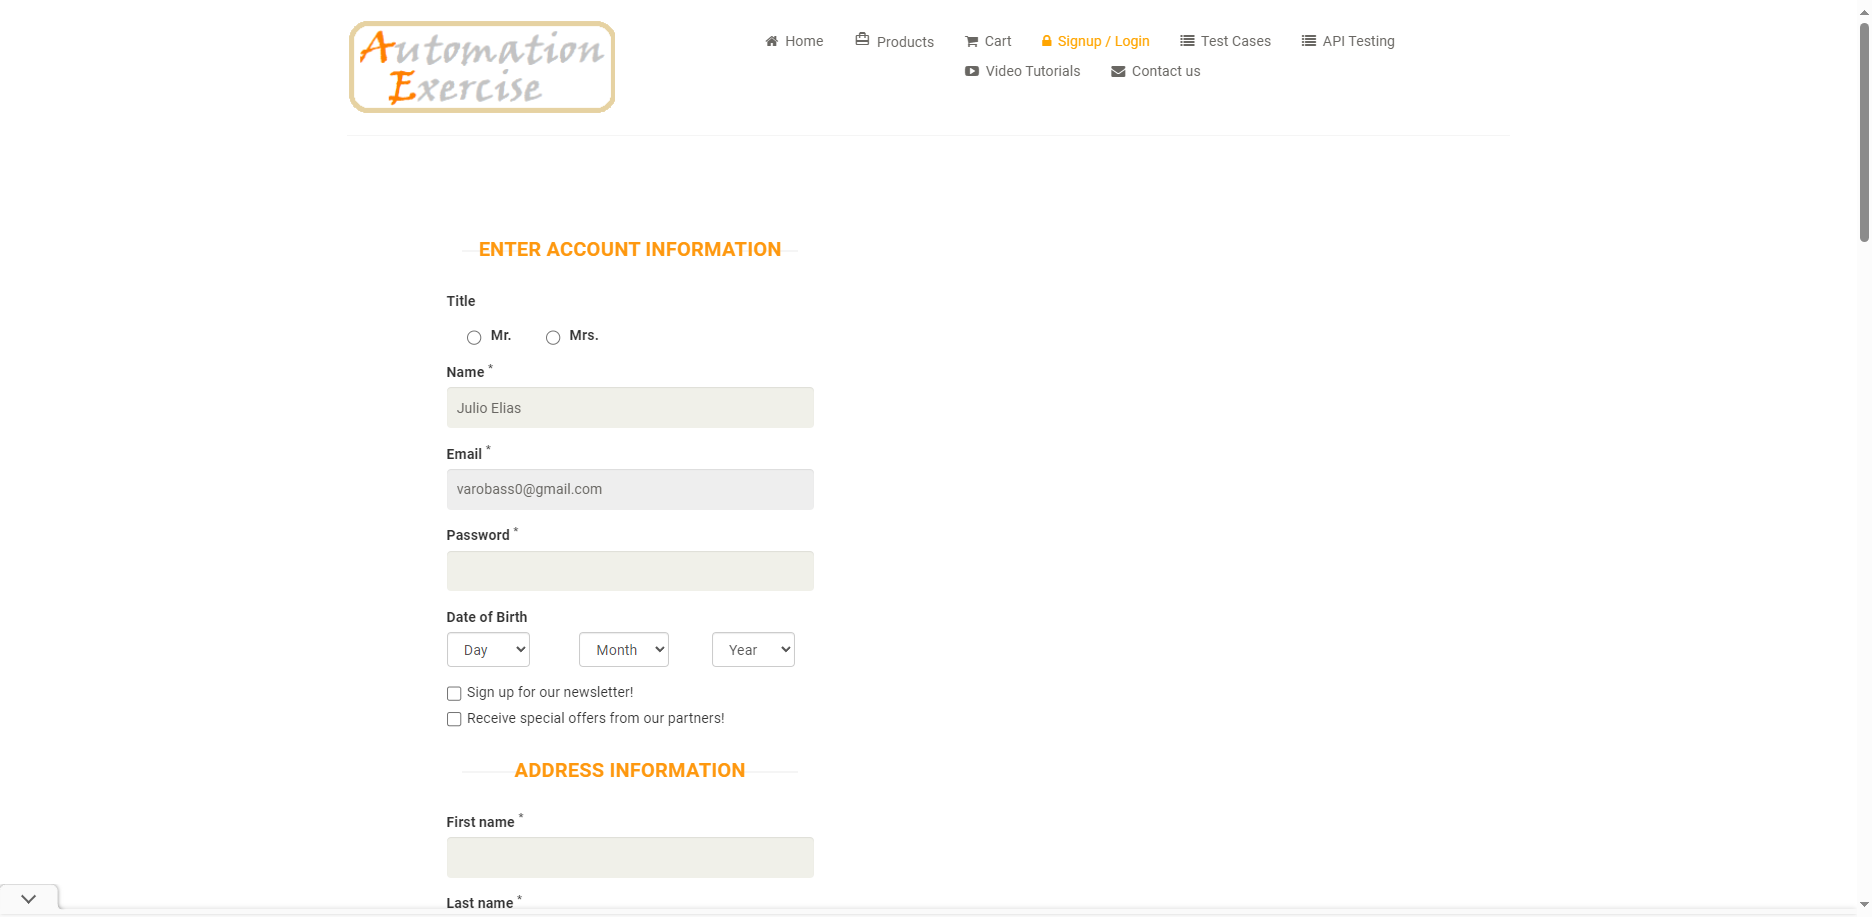 Automation
Exercise
Home Products Cart Signup / Login Test Cases API Testing
Video Tutorials Contact us
ENTER ACCOUNT INFORMATION
Title
Mr. Mrs.
Name *
Julio Elias
Email *
varobass0@gmail.com
Password *
Date of Birth
Day Month Year
Sign up for our newsletter!
Receive special offers from our partners!
ADDRESS INFORMATION
First name *
Last name *